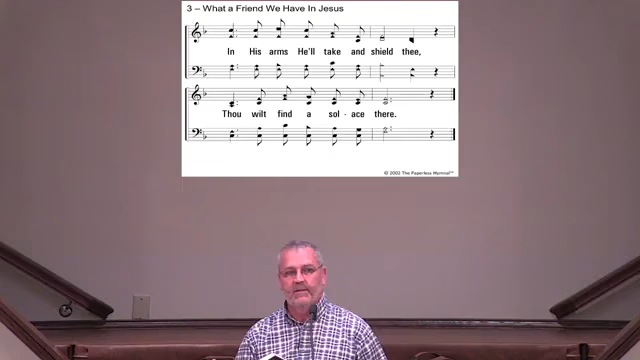 3 – What a Friend We Have In Jesus
In His arms He'll take and shield thee,
Thou wilt find a sol - ace there.
© 2002 The Paperless Hymnal™